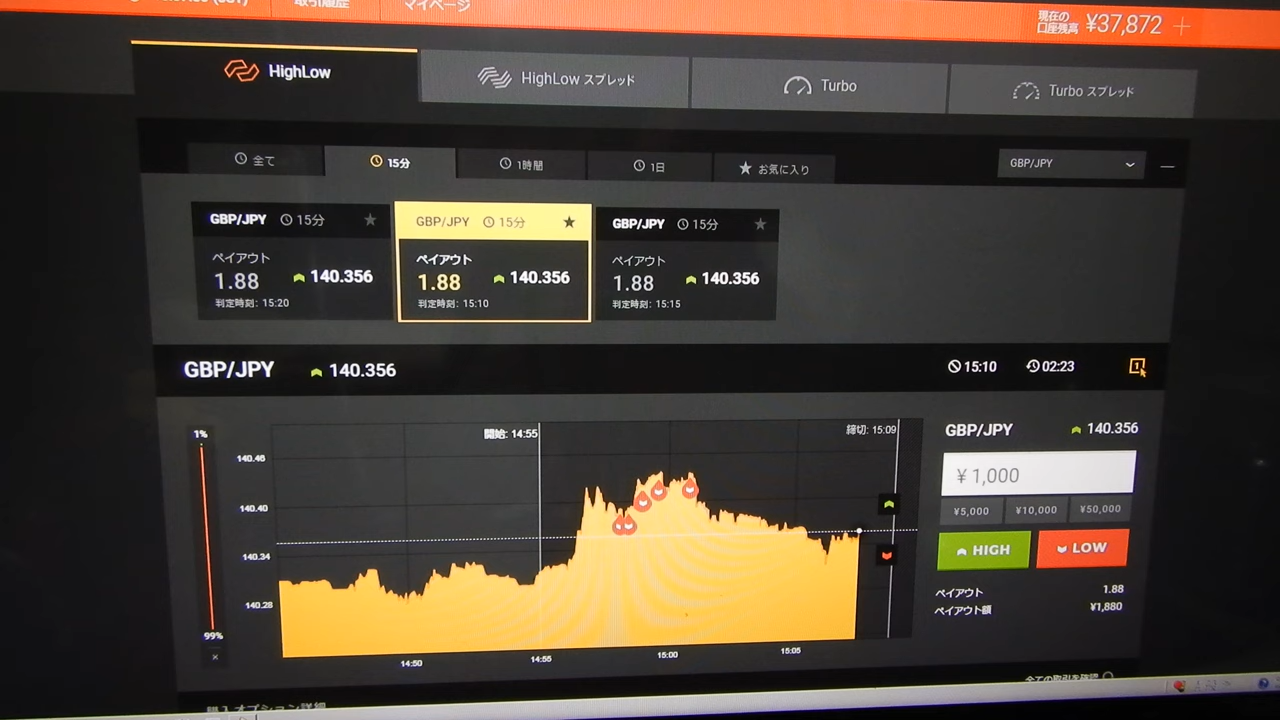 マイページ
現在の
口座残高 ¥37,872 +
HighLow
HighLow スプレッド
Turbo
Turbo スプレッド
全て
15分
1時間
1日
お気に入り
GBP/JPY
GBP/JPY 15分
ペイアウト
1.88 140.356
判定時刻: 15:20
GBP/JPY 15分
ペイアウト
1.88 140.356
判定時刻: 15:10
GBP/JPY 15分
ペイアウト
1.88 140.356
判定時刻: 15:15
GBP/JPY 140.356
15:10 02:23
1
1%
99%
×
140.46
140.40
140.34
140.28
開始: 14:55
締切: 15:09
14:50 14:55 15:00 15:05
GBP/JPY 140.356
¥ 1,000
¥5,000 ¥10,000 ¥50,000
HIGH LOW
ペイアウト 1.88
ペイアウト額 ¥1,880